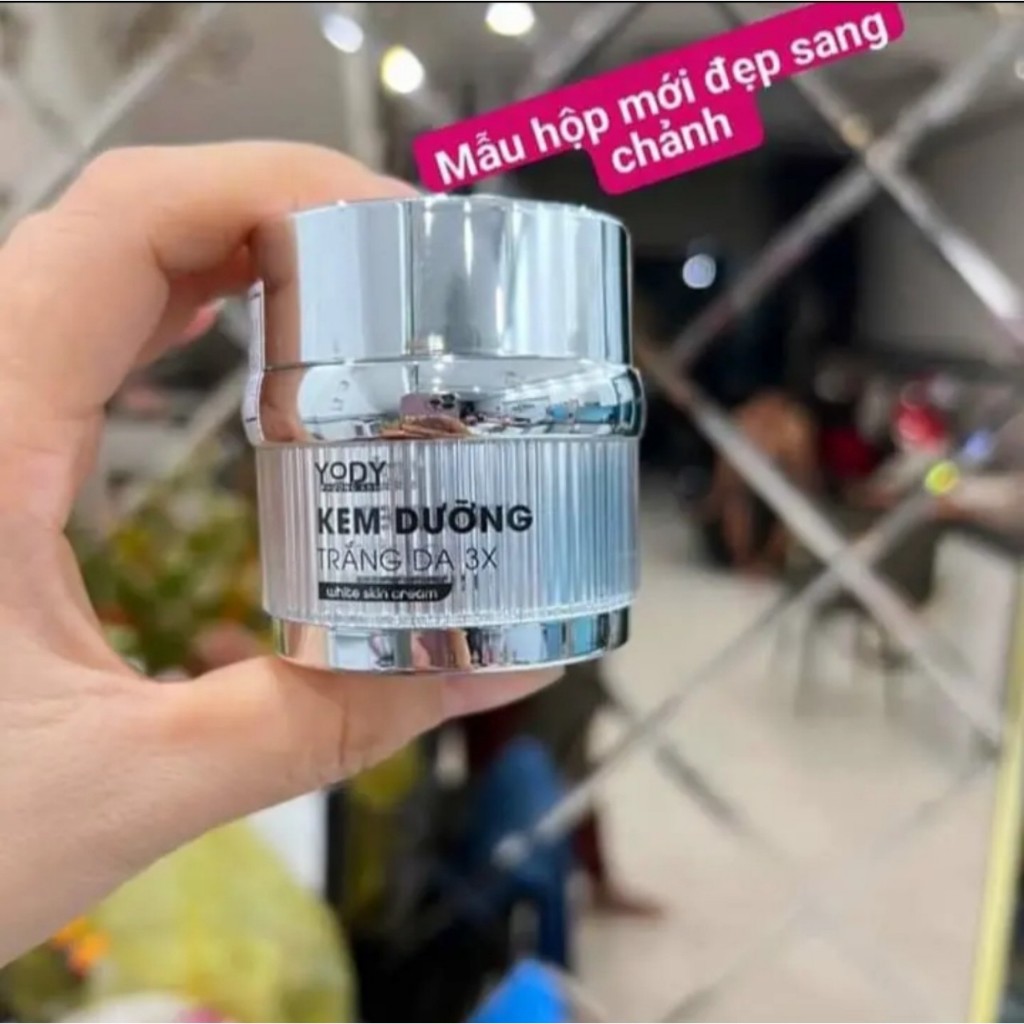 Mẫu hộp mới đẹp sang
chảnh
YODY
KEM DƯỠNG
TRẮNG DA 3X
white skin cream